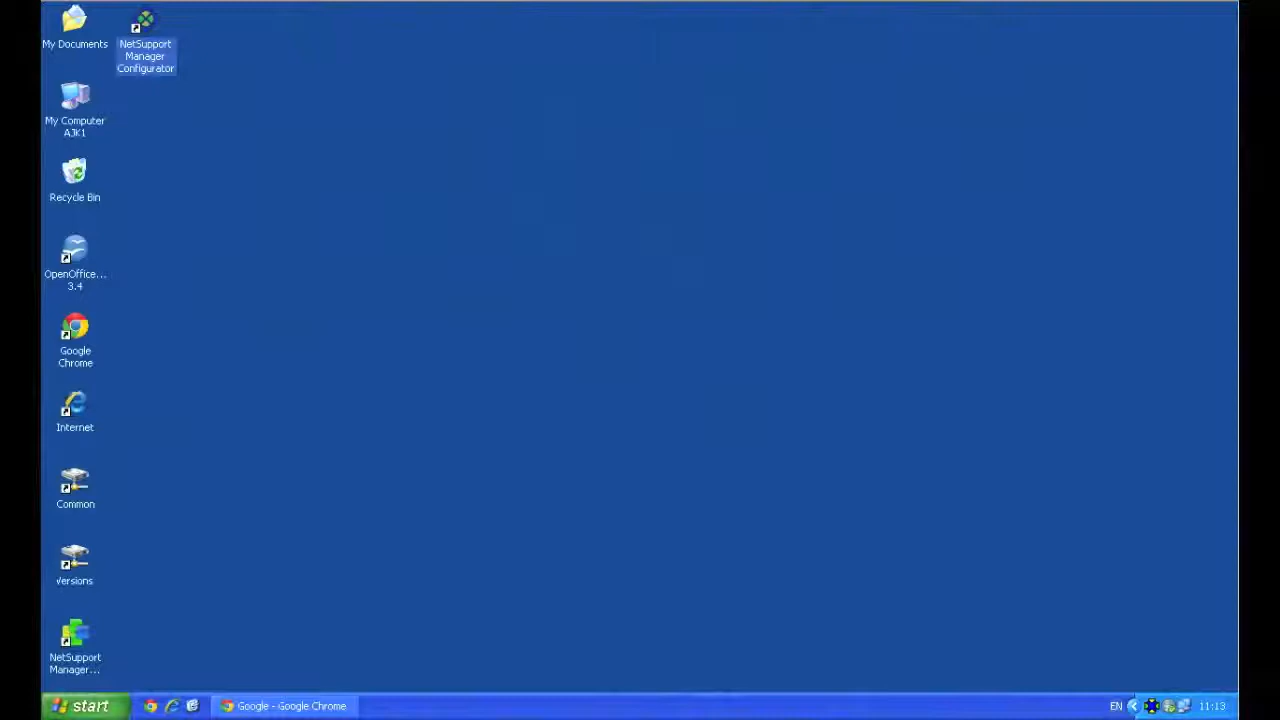 My Documents
NetSupport
Manager
Configurator
My Computer
AJK1
Recycle Bin
OpenOffice...
3.4
Google
Chrome
Internet
Common
Versions
NetSupport
Manager...
start
Google - Google Chrome
EN
11:13